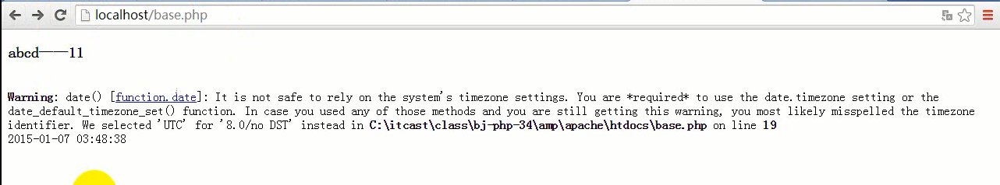 localhost/base.php
abcd——11
Warning: date() [function.date]: It is not safe to rely on the system's timezone settings. You are *required* to use the date.timezone setting or the
date_default_timezone_set() function. In case you used any of those methods and you are still getting this warning, you most likely misspelled the timezone
identifier. We selected 'UTC' for '8.0/no DST' instead in C:\itcast\class\bj-php-34\amp\apache\htdocs\base.php on line 19
2015-01-07 03:48:38